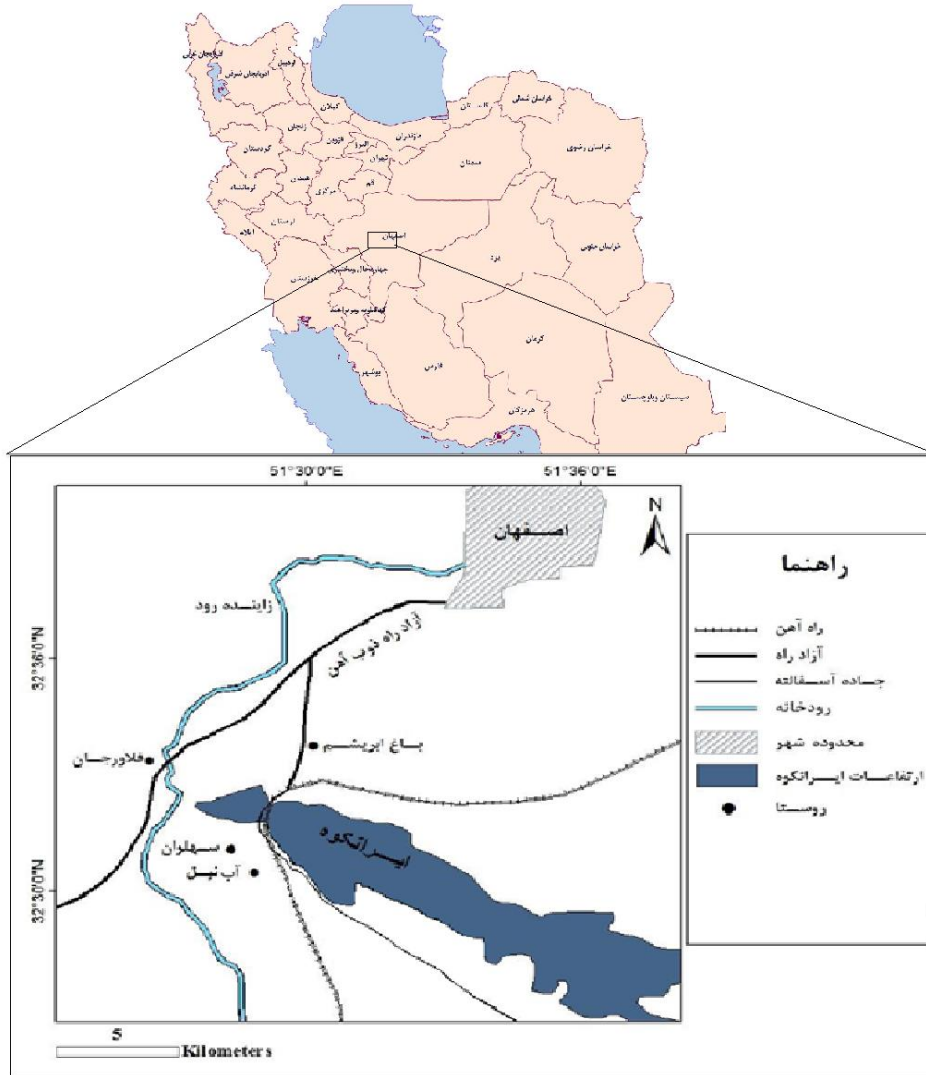 آذربایجان غربی
آذربایجان شرقی
اردبیل
گیلان
زنجان
کردستان
قزوین
البرز
مازندران
تهران
گلستان
خراسان شمالی
خراسان رضوی
سمنان
همدان
کرمانشاه
مرکزی
قم
لرستان
ایلام
اصفهان
یزد
خراسان جنوبی
خوزستان
چهارمحال وبختیاری
کهگیلویه وبویراحمد
فارس
کرمان
بوشهر
هرمزگان
سیستان وبلوچستان
51°30'0"E
51°36'0"E
N
اصفهان
زاینده رود
آزاد راه ذوب آهن
32°36'0"N
باغ ابریشم
فلاورجان
ایرانکوه
سهلوان
آب نیل
32°30'0"N
5
Kilometers
راهنما
راه آهن
آزاد راه
جاده آسفالته
رودخانه
محدوده شهر
ارتفاعات ایرانکوه
روستا